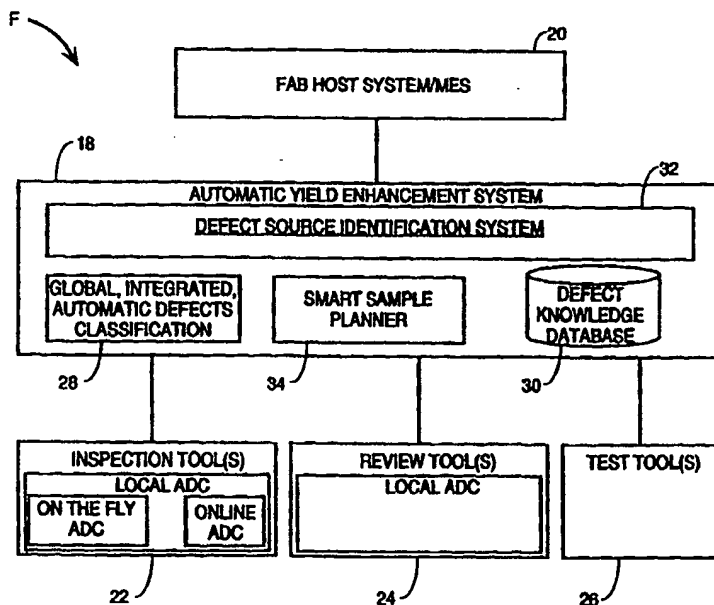 F
20
FAB HOST SYSTEM/MES
18
32
AUTOMATIC YIELD ENHANCEMENT SYSTEM
DEFECT SOURCE IDENTIFICATION SYSTEM
GLOBAL, INTEGRATED,
AUTOMATIC DEFECTS
CLASSIFICATION
SMART SAMPLE
PLANNER
DEFECT
KNOWLEDGE
DATABASE
28
34
30
INSPECTION TOOL(S)
LOCAL ADC
ON THE FLY
ADC
ONLINE
ADC
REVIEW TOOL(S)
LOCAL ADC
TEST TOOL(S)
22
24
26